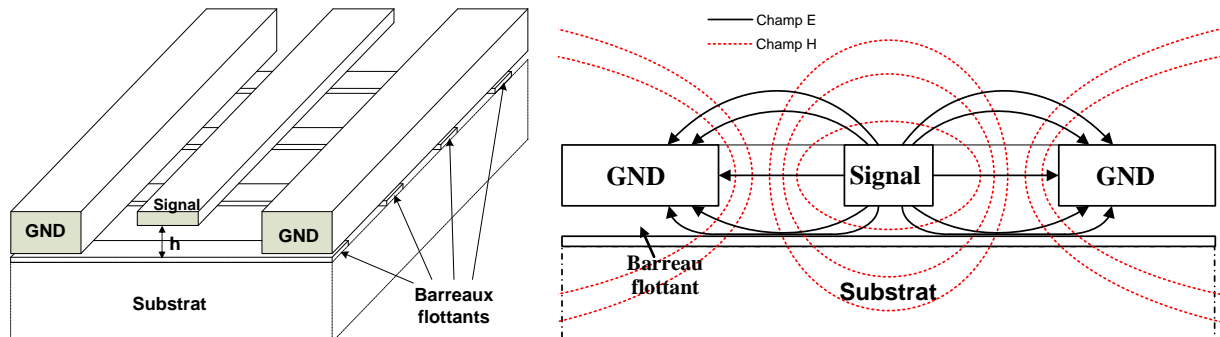 Signal
GND
GND
h
Substrat
Barreaux
flottants
Champ E
Champ H
GND
Signal
GND
Barreau
flottant
Substrat